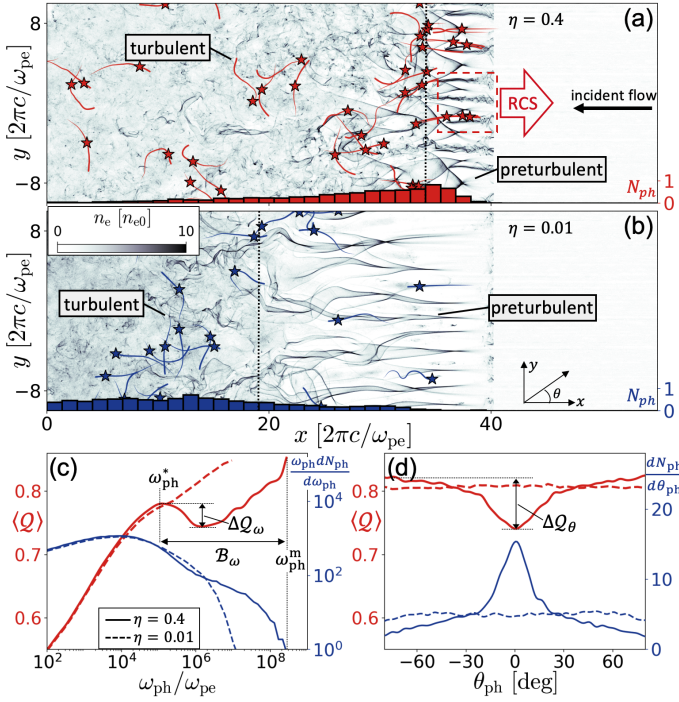 (a)
η = 0.4
8
y [2πc/ω_pe]
−8
turbulent
RCS
incident flow
preturbulent
1
N_ph
0
0
20
40
n_e [n_e0]
0
10
(b)
η = 0.01
8
y [2πc/ω_pe]
−8
turbulent
preturbulent
y
θ
x
1
N_ph
0
0
20
40
x [2πc/ω_pe]
(c)
ω*_ph
ω_ph dN_ph
dω_ph
0.8
⟨Q⟩
0.7
0.6
ΔQ_ω
B_ω
ω^m_ph
10^4
10^2
10^0
η = 0.4
η = 0.01
10^2
10^4
10^6
10^8
ω_ph/ω_pe
(d)
dN_ph
dθ_ph
0.8
⟨Q⟩
0.7
0.6
ΔQ_θ
20
15
10
5
0
−60
−30
0
30
60
θ_ph [deg]